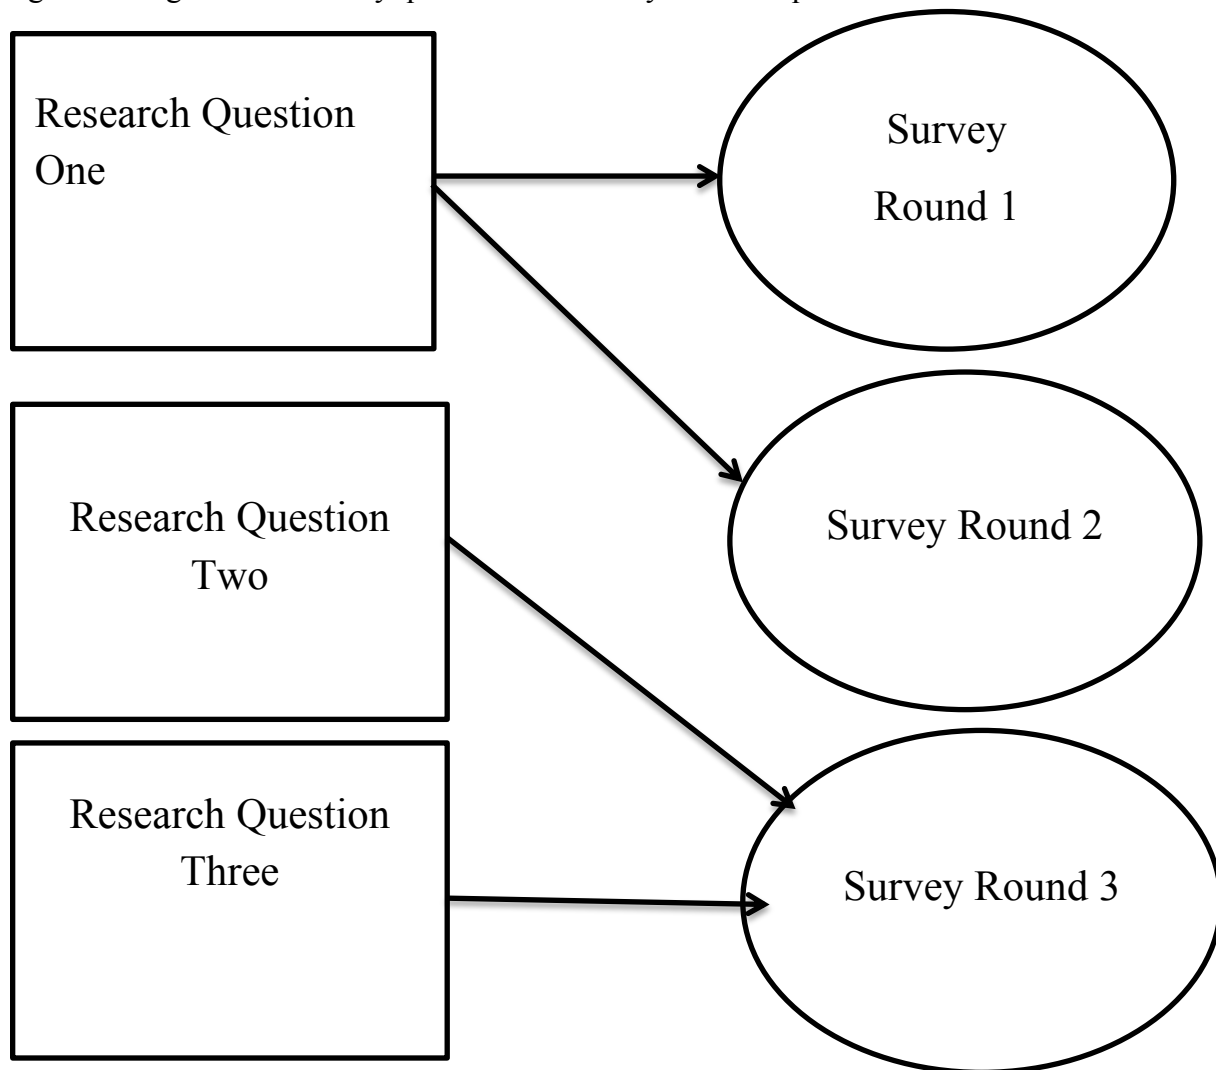 Research Question
One
Survey
Round 1
Research Question
Two
Survey Round 2
Research Question
Three
Survey Round 3